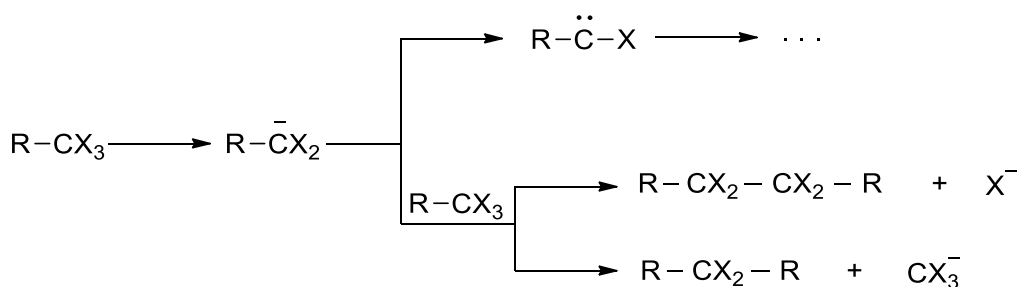 R–C̈–X → · · ·
R–CX₃ → R–C̄X₂
R–CX₃
R–CX₂–CX₂–R + X⁻
R–CX₂–R + CX₃⁻